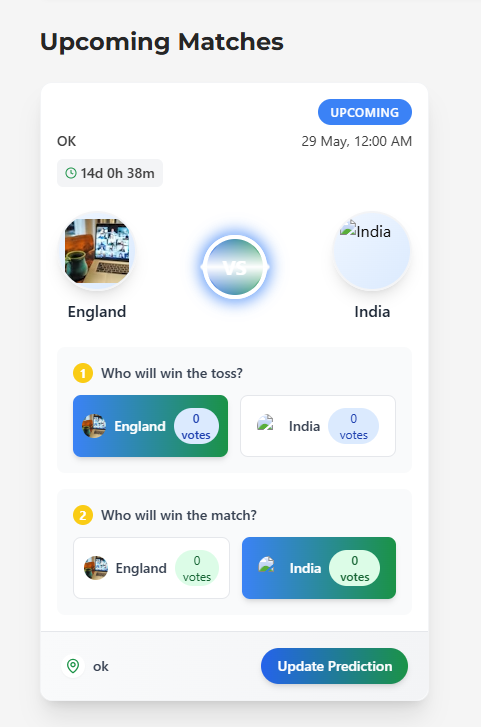 Upcoming Matches
UPCOMING
OK
29 May, 12:00 AM
14d 0h 38m
VS
India
England
India
1 Who will win the toss?
England
0
votes
India
0
votes
2 Who will win the match?
England
0
votes
India
0
votes
ok
Update Prediction